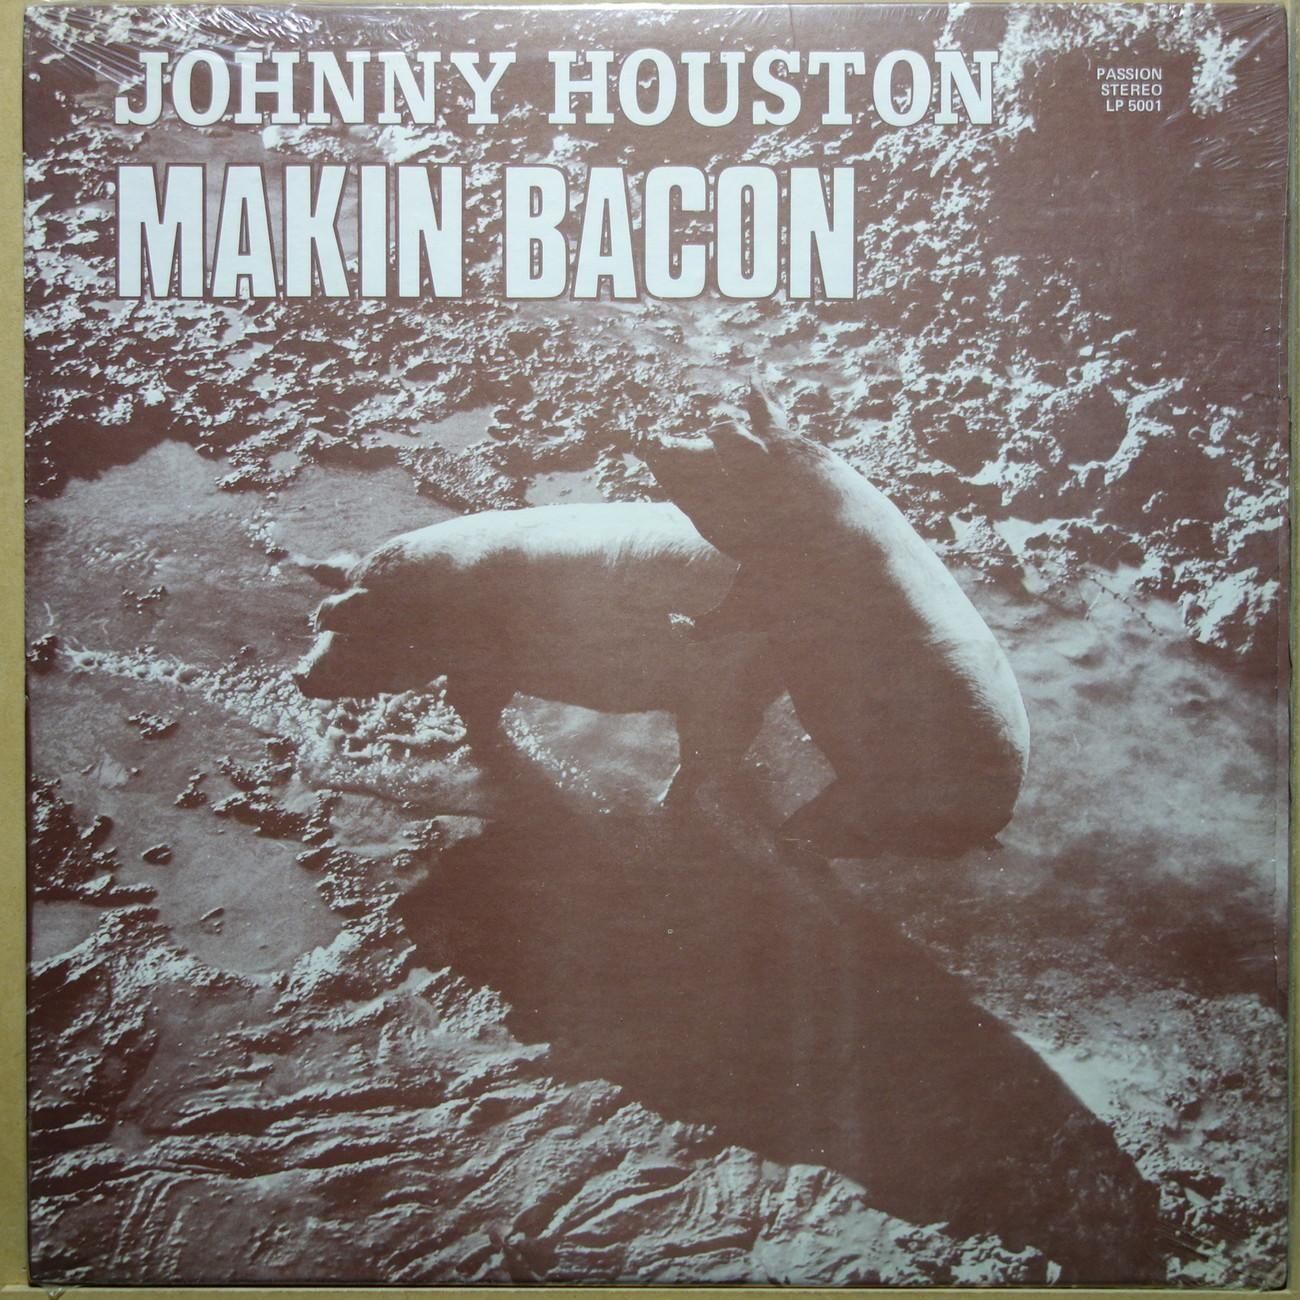 JOHNNY HOUSTON
MAKIN BACON
PASSION
STEREO
LP 5001